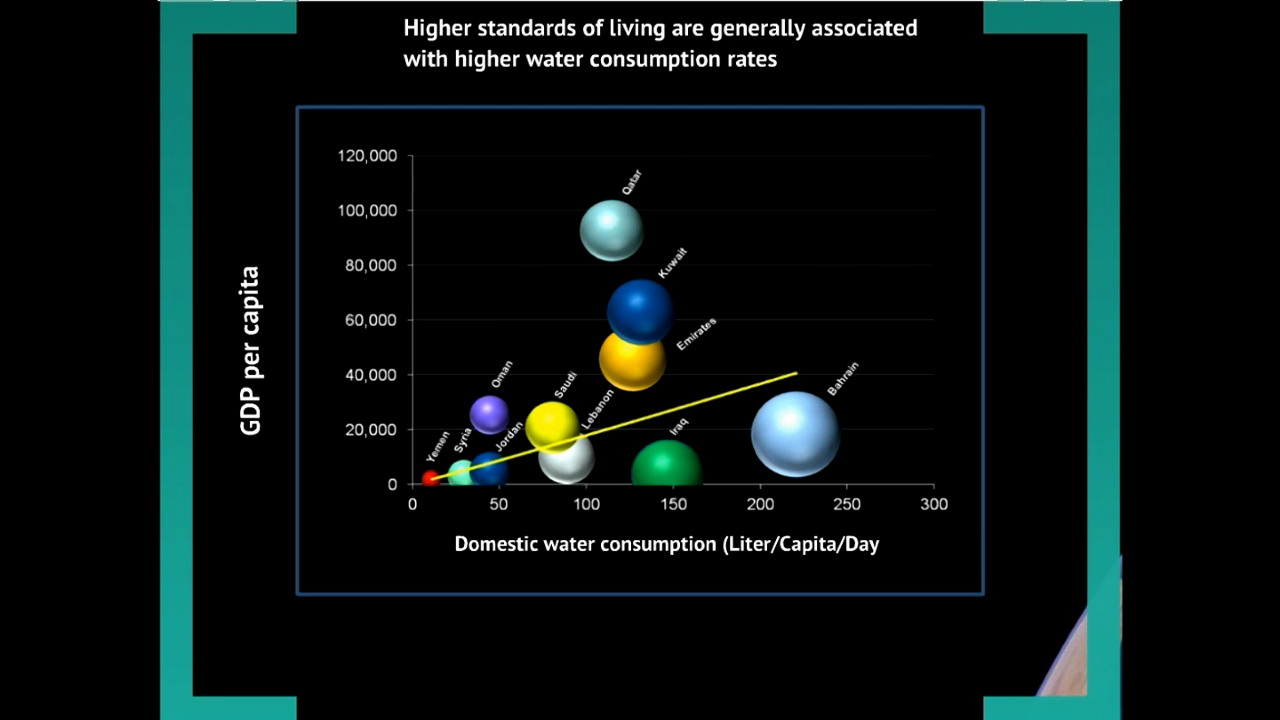 Higher standards of living are generally associated
with higher water consumption rates
GDP per capita
120,000
100,000
80,000
60,000
40,000
20,000
0
Qatar
Kuwait
Emirates
Bahrain
Oman
Saudi
Lebanon
Iraq
Yemen
Syria
Jordan
0 50 100 150 200 250 300
Domestic water consumption (Liter/Capita/Day